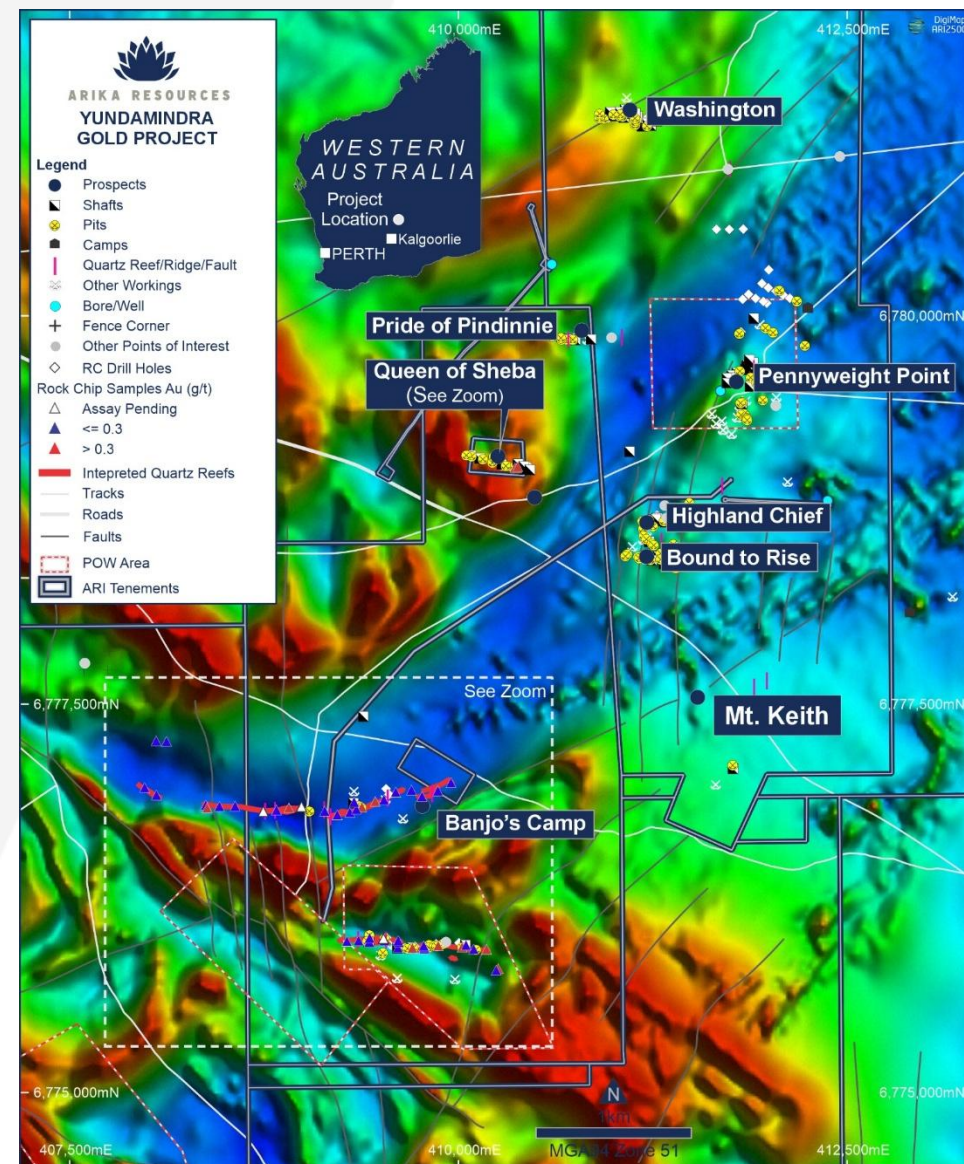 ARIKA RESOURCES
YUNDAMINDRA
GOLD PROJECT
Legend
Prospects
Shafts
Pits
Camps
Quartz Reef/Ridge/Fault
Other Workings
Bore/Well
Fence Corner
Other Points of Interest
RC Drill Holes
Rock Chip Samples Au (g/t)
Assay Pending
<= 0.3
> 0.3
Intepreted Quartz Reefs
Tracks
Roads
Faults
POW Area
ARI Tenements
410,000mE
412,500mE
DigiMap
WESTERN
AUSTRALIA
Project
Location
Kalgoorlie
PERTH
Washington
6,780,000mN
Pride of Pindinnie
Queen of Sheba
(See Zoom)
Pennyweight Point
Highland Chief
Bound to Rise
See Zoom
6,777,500mN
6,777,500mN
Mt. Keith
Banjo's Camp
6,775,000mN
6,775,000mN
N
1km
MGA94 Zone 51
407,500mE
410,000mE
412,500mE